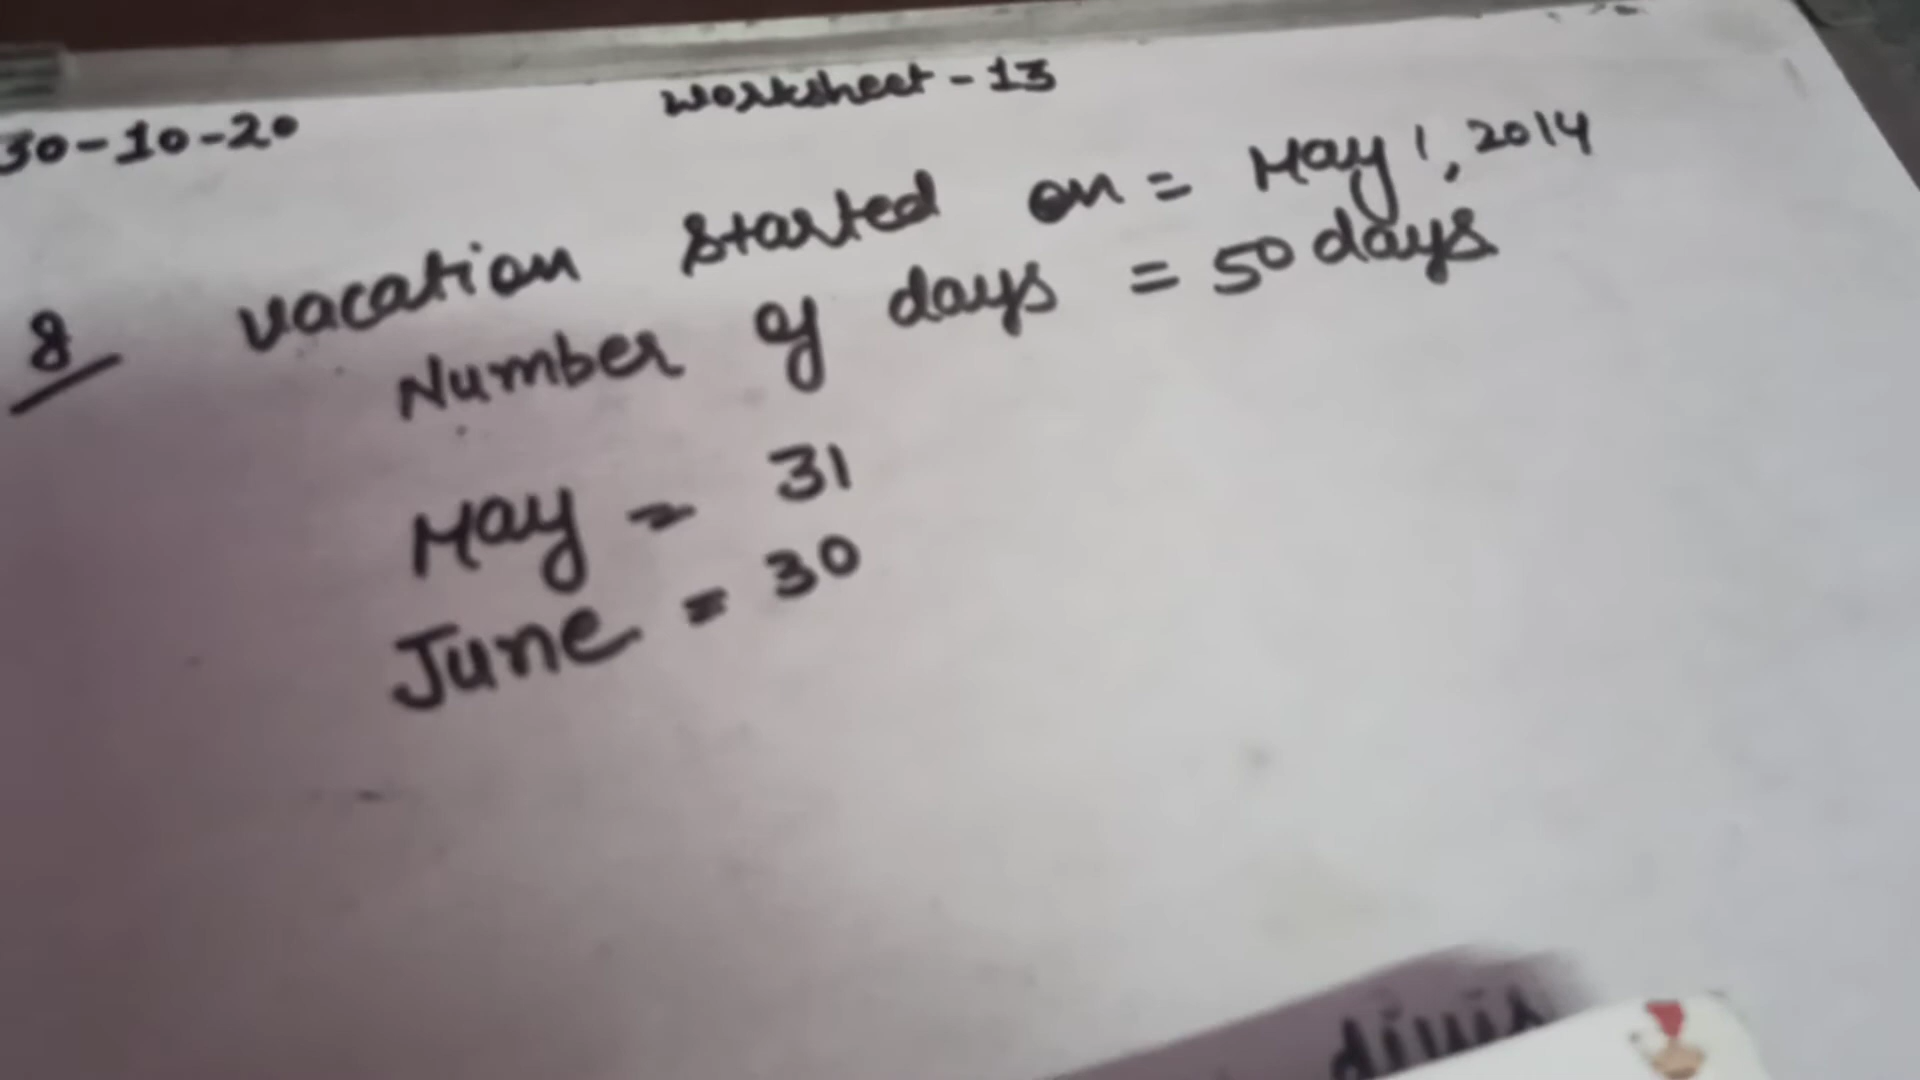 Worksheet - 13
30-10-20
8 Vacation started on = May 1, 2014
Number of days = 50 days
May = 31
June = 30